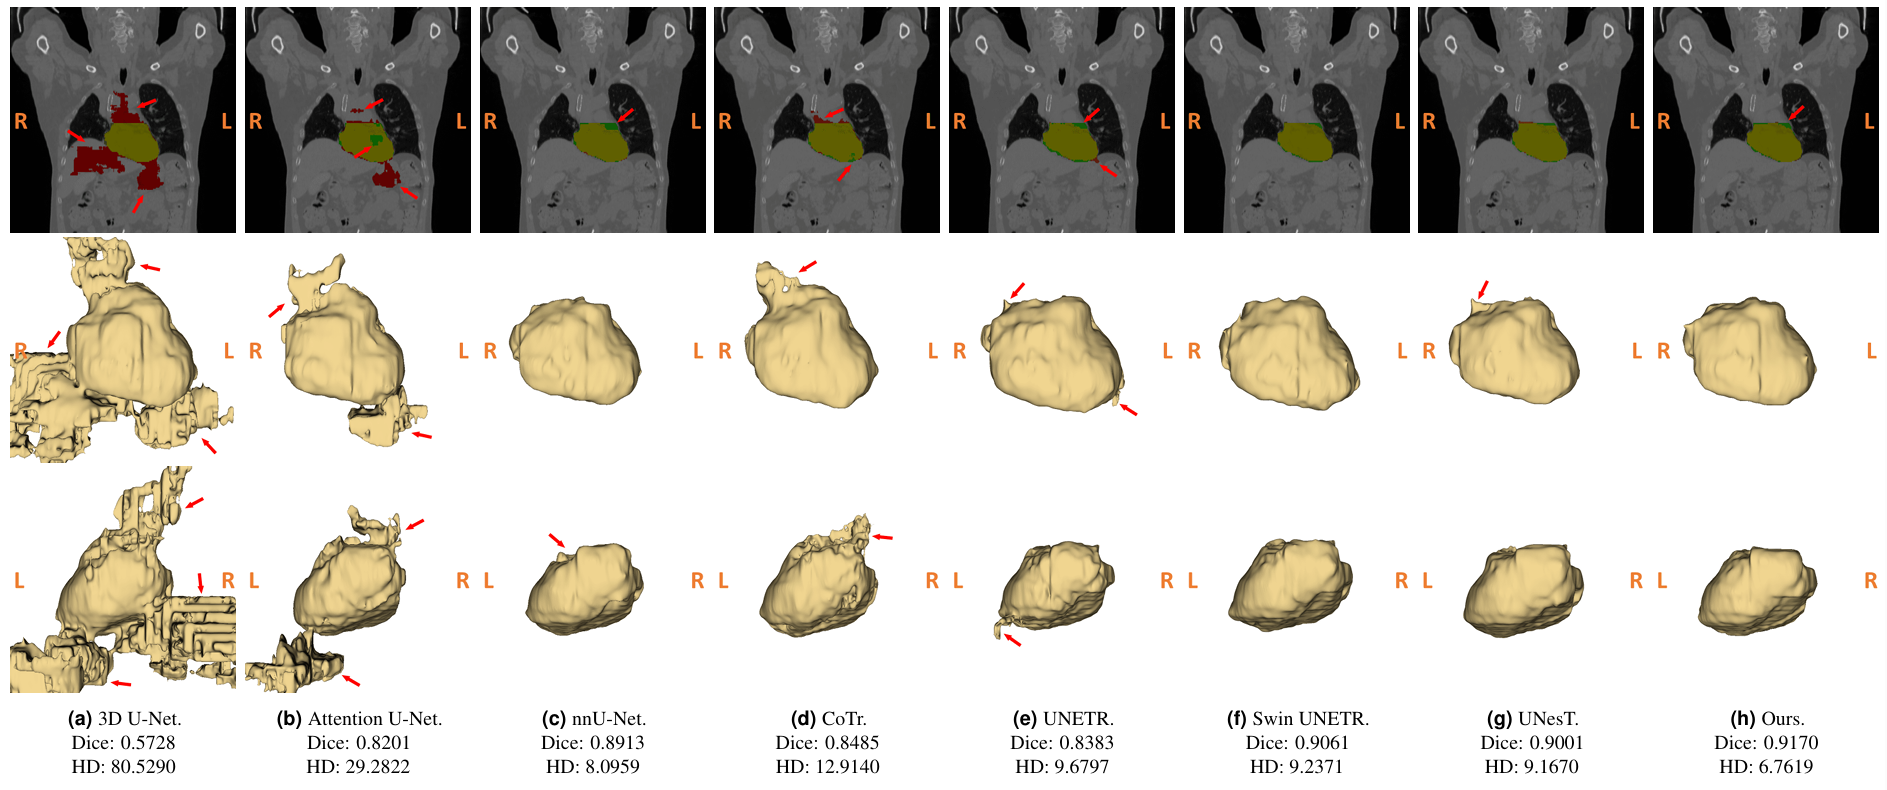 R L R L R L R L R L R L R L R L
R L R L R L R L R L R L R L R L
L R L R L R L R L R L R L R L R
(a) 3D U-Net. (b) Attention U-Net. (c) nnU-Net. (d) CoTr. (e) UNETR. (f) Swin UNETR. (g) UNesT. (h) Ours.
Dice: 0.5728 Dice: 0.8201 Dice: 0.8913 Dice: 0.8485 Dice: 0.8383 Dice: 0.9061 Dice: 0.9001 Dice: 0.9170
HD: 80.5290 HD: 29.2822 HD: 8.0959 HD: 12.9140 HD: 9.6797 HD: 9.2371 HD: 9.1670 HD: 6.7619